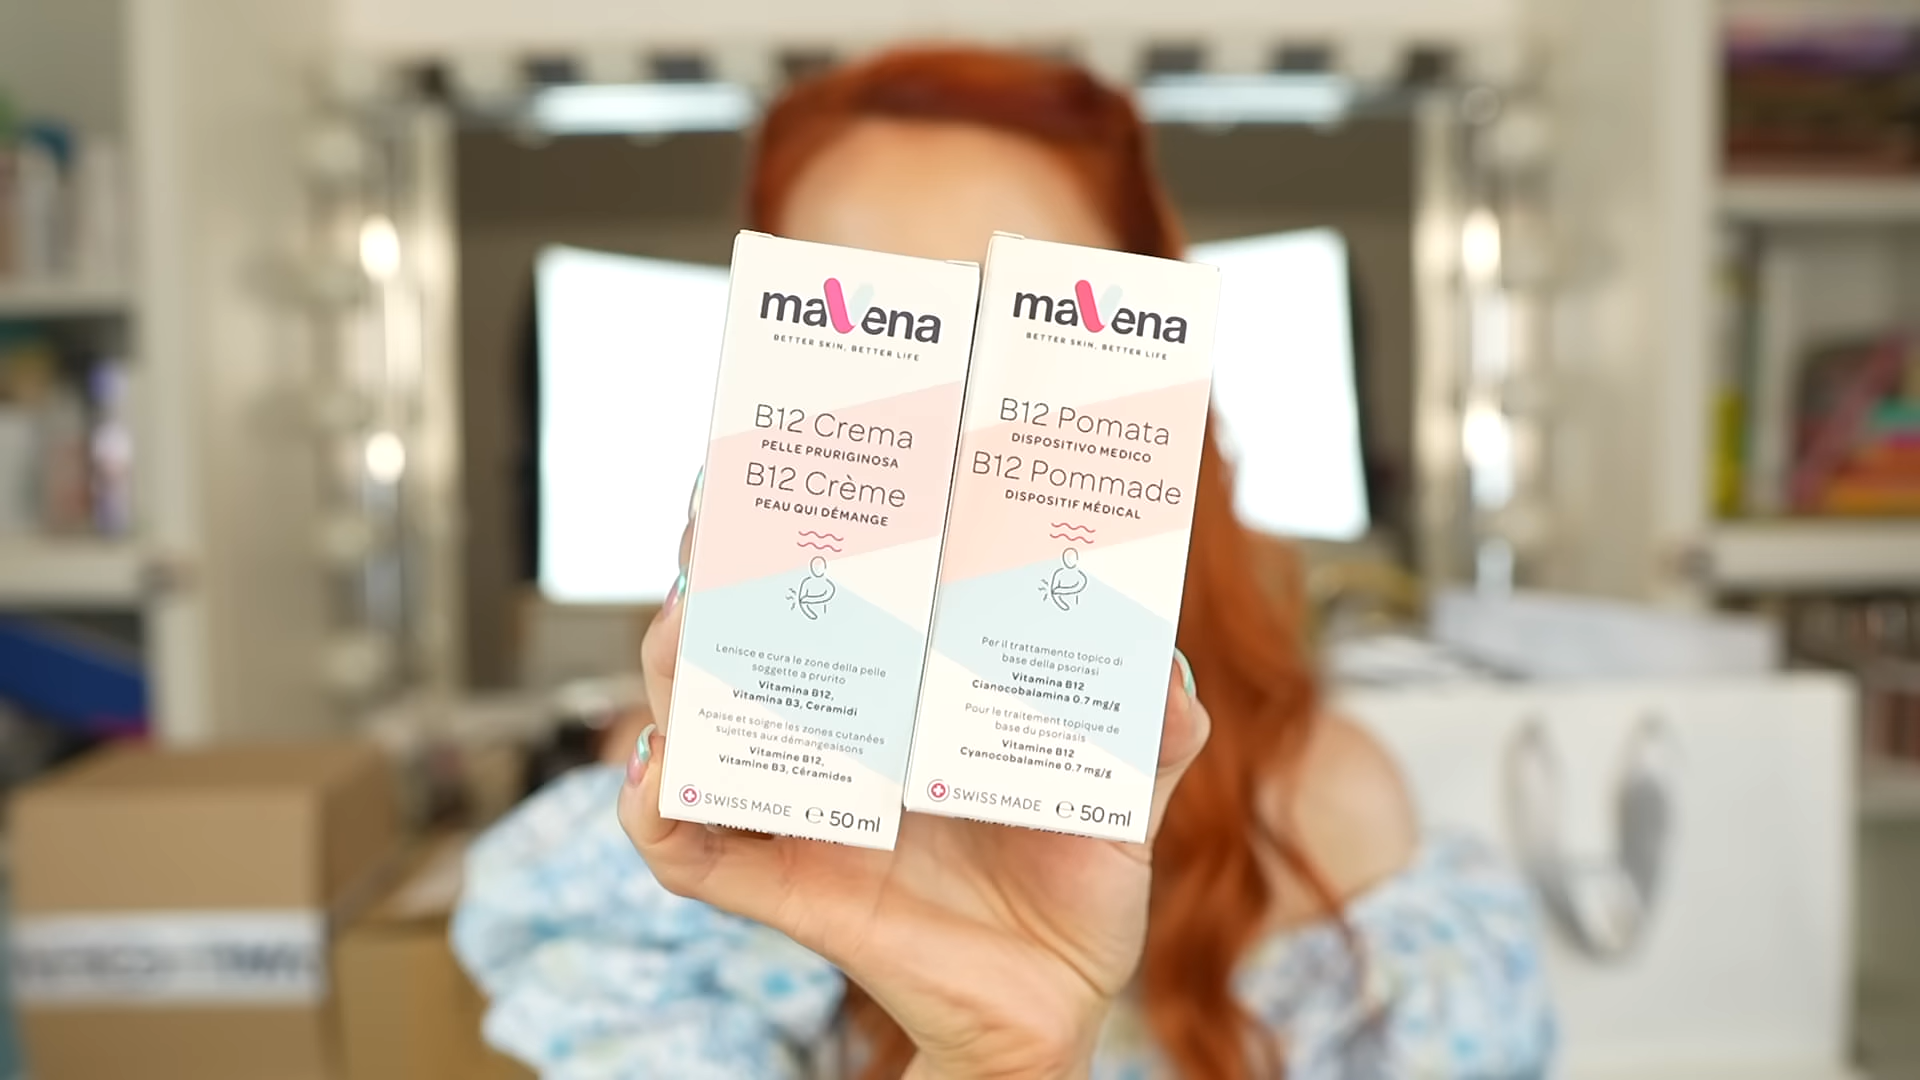 maVena
BETTER SKIN, BETTER LIFE
B12 Crema
PELLE PRURIGINOSA
B12 Crème
PEAU QUI DÉMANGE
Lenisce e cura le zone della pelle
soggette a prurito
Vitamina B12,
Vitamina B3, Ceramidi
Apaise et soigne les zones cutanées
sujettes aux démangeaisons
Vitamine B12,
Vitamine B3, Céramides
SWISS MADE ℮ 50 ml
maVena
BETTER SKIN, BETTER LIFE
B12 Pomata
DISPOSITIVO MEDICO
B12 Pommade
DISPOSITIF MÉDICAL
Per il trattamento topico di
base della psoriasi
Vitamina B12
Cianocobalamina 0.7 mg/g
Pour le traitement topique de
base du psoriasis
Vitamine B12
Cyanocobalamine 0.7 mg/g
SWISS MADE ℮ 50 ml